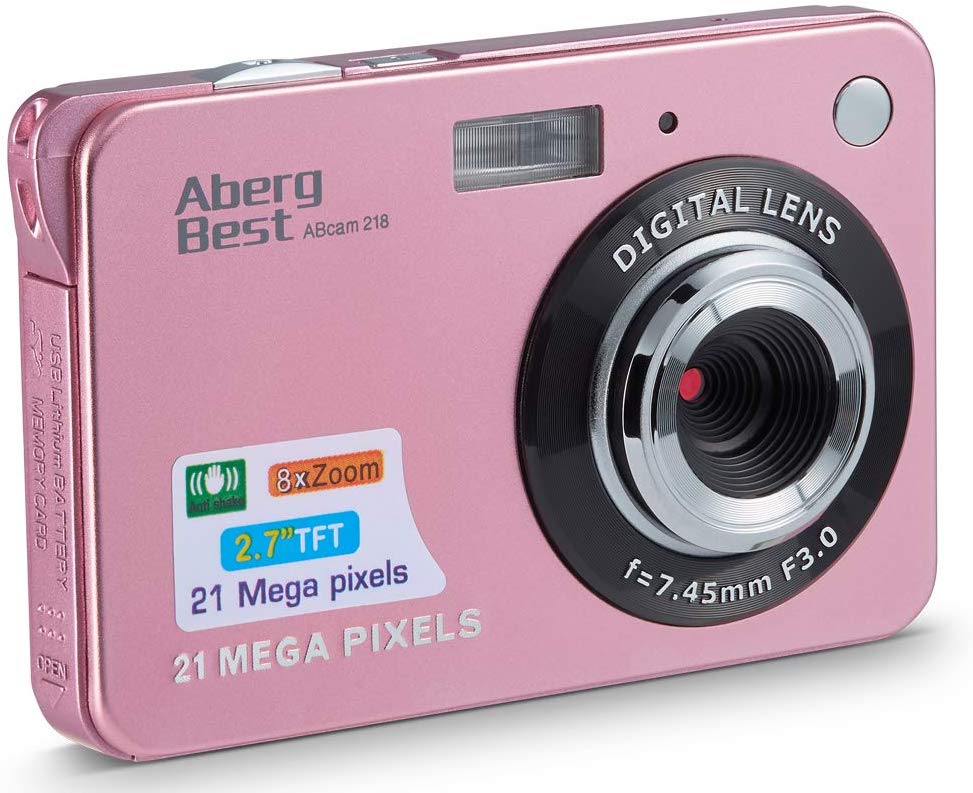 Aberg
Best ABcam 218
DIGITAL LENS
Anti shake
8xZoom
2.7"TFT
21 Mega pixels
21 MEGA PIXELS
f=7.45mm F3.0
USB Lithium BATTERY
MEMORY CARD
OPEN